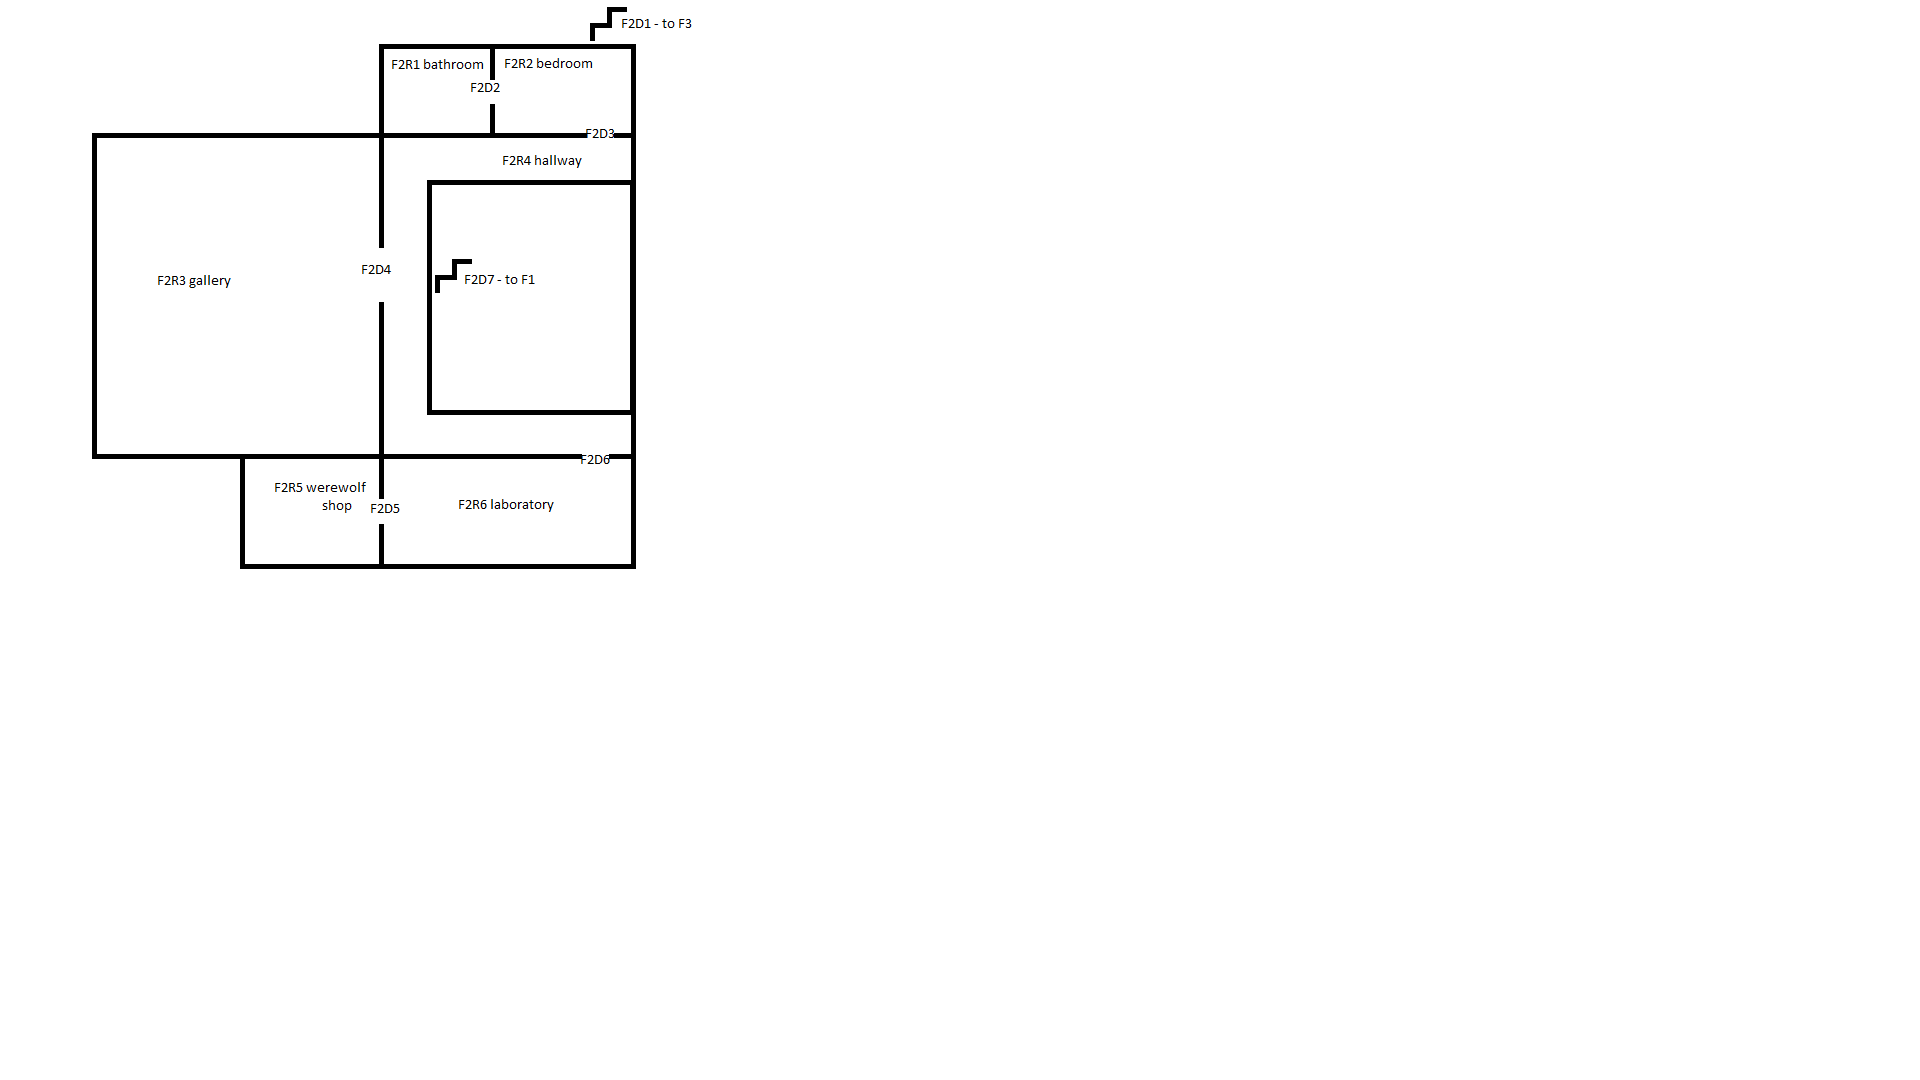 F2D1 - to F3
F2R1 bathroom
F2R2 bedroom
F2D2
F2D3
F2R4 hallway
F2D4
F2R3 gallery
F2D7 - to F1
F2D6
F2R5 werewolf
shop
F2D5
F2R6 laboratory